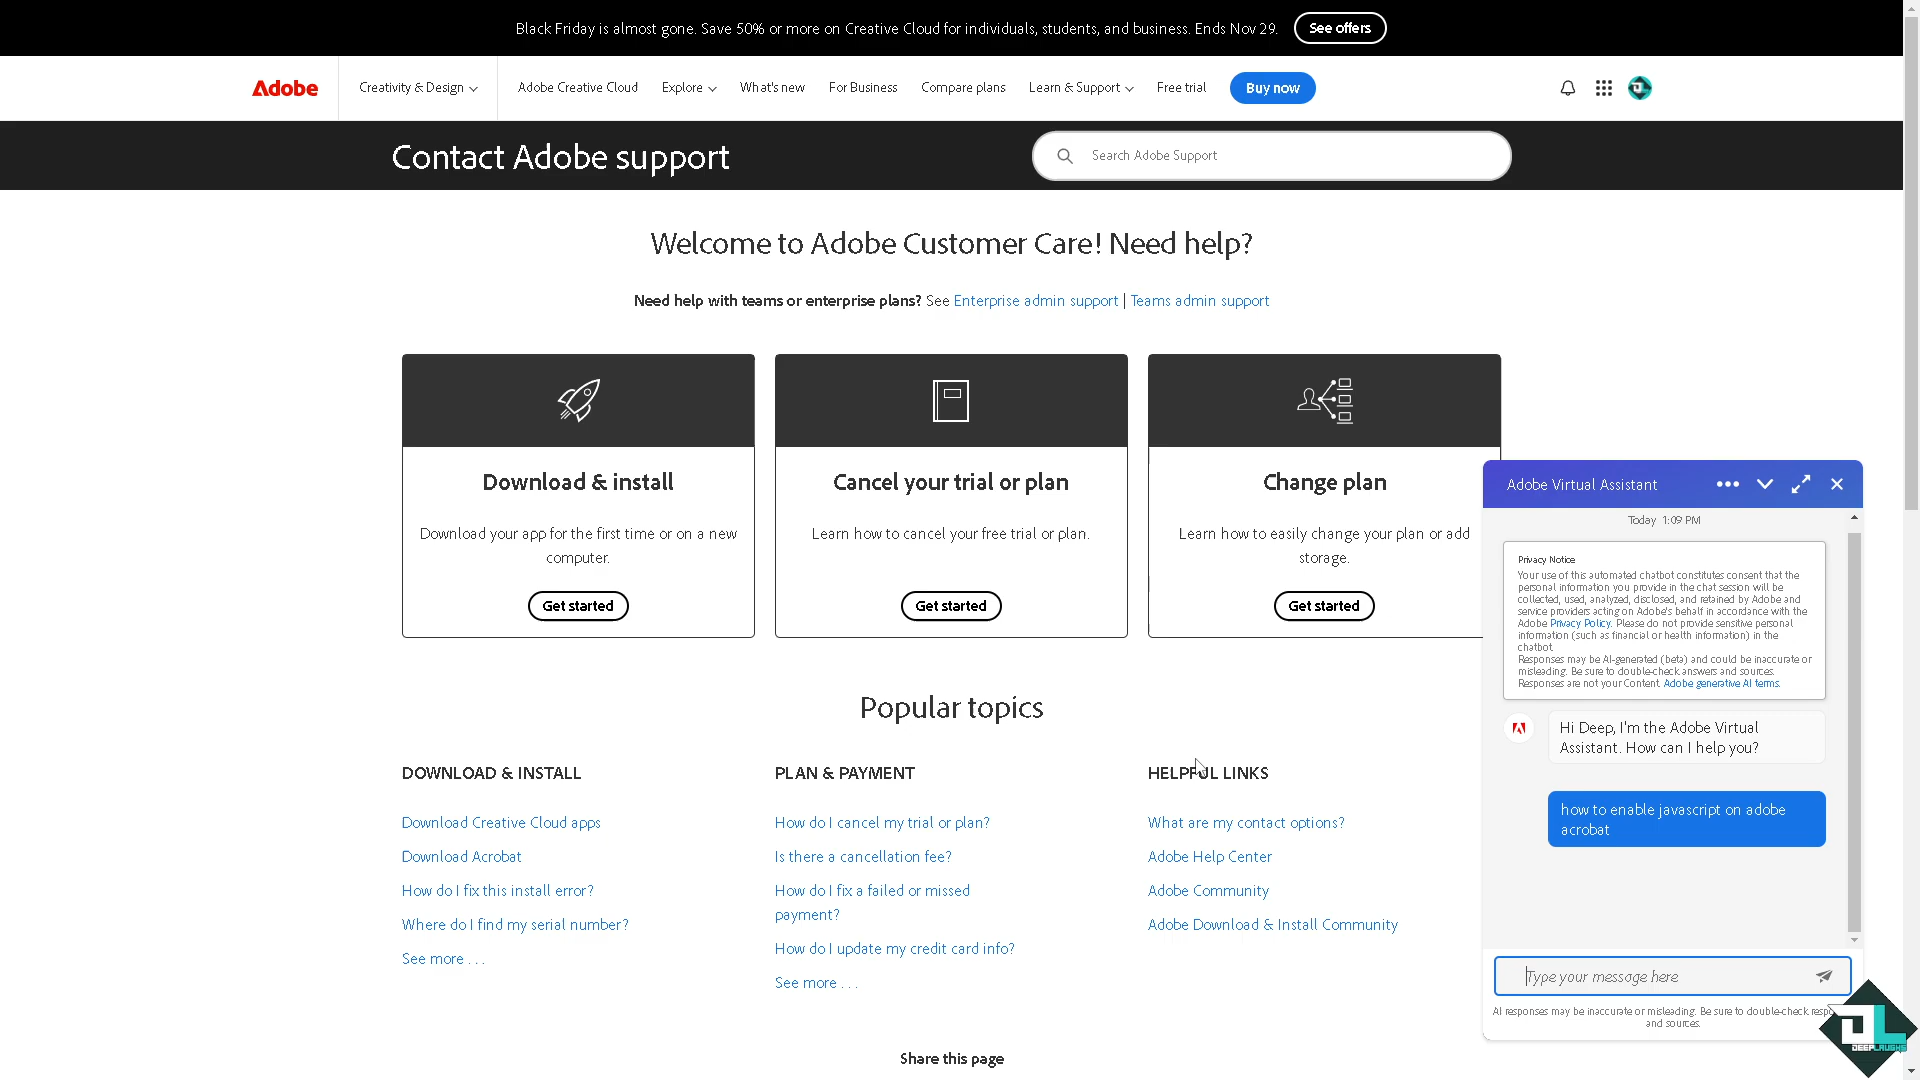 Black Friday is almost gone. Save 50% or more on Creative Cloud for individuals, students, and business. Ends Nov 29. See offers
Adobe Creativity & Design Adobe Creative Cloud Explore What's new For Business Compare plans Learn & Support Free trial Buy now
Contact Adobe support
Search Adobe Support
Welcome to Adobe Customer Care! Need help?
Need help with teams or enterprise plans? See Enterprise admin support | Teams admin support
Download & install
Download your app for the first time or on a new
computer.
Get started
Cancel your trial or plan
Learn how to cancel your free trial or plan.
Get started
Change plan
Learn how to easily change your plan or add
storage.
Get started
Popular topics
DOWNLOAD & INSTALL
Download Creative Cloud apps
Download Acrobat
How do I fix this install error?
Where do I find my serial number?
See more . . .
PLAN & PAYMENT
How do I cancel my trial or plan?
Is there a cancellation fee?
How do I fix a failed or missed
payment?
How do I update my credit card info?
See more . . .
HELPFUL LINKS
What are my contact options?
Adobe Help Center
Adobe Community
Adobe Download & Install Community
Share this page
Adobe Virtual Assistant
Today 1:09 PM
Privacy Notice
Your use of this automated chatbot constitutes consent that the
personal information you provide in the chat session will be
collected, used, analyzed, disclosed, and retained by Adobe and
service providers acting on Adobe's behalf in accordance with the
Adobe Privacy Policy. Please do not provide sensitive personal
information (such as financial or health information) in the
chatbot.
Responses may be AI-generated (beta) and could be inaccurate or
misleading. Be sure to double-check answers and sources.
Responses are not your Content. Adobe generative AI terms.
Hi Deep, I'm the Adobe Virtual
Assistant. How can I help you?
how to enable javascript on adobe
acrobat
Type your message here
AI responses may be inaccurate or misleading. Be sure to double-check
and sources.
DL
DEEPLAUGHS